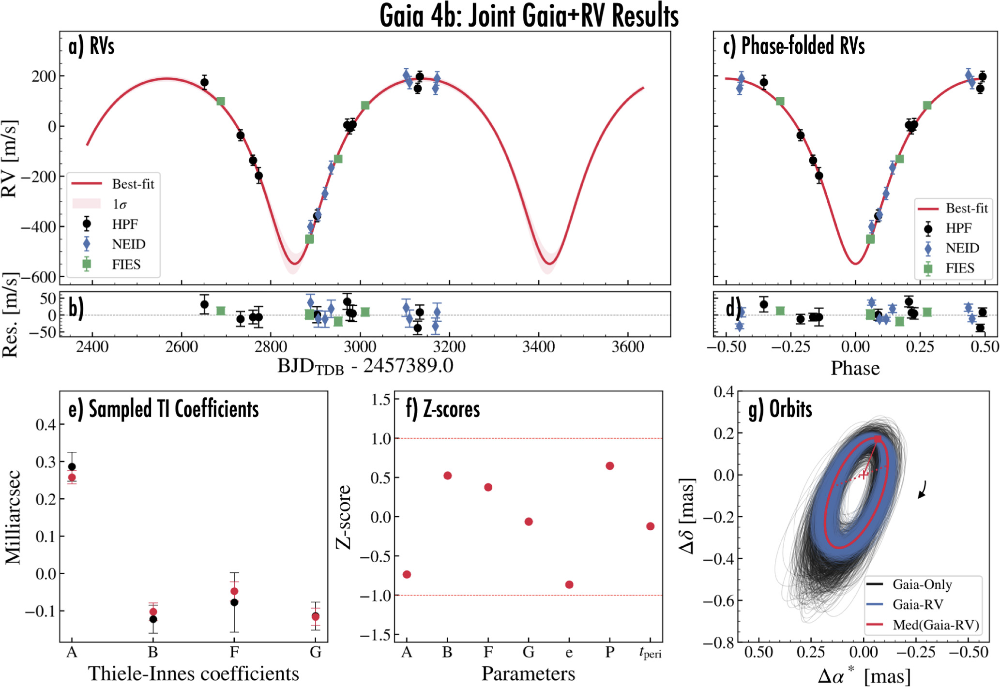 Gaia 4b: Joint Gaia+RV Results
a) RVs
RV [m/s]
200
0
−200
−400
−600
Best-fit
1σ
HPF
NEID
FIES
b)
Res. [m/s]
50
0
−50
2400 2600 2800 3000 3200 3400 3600
BJD_TDB - 2457389.0
c) Phase-folded RVs
Best-fit
HPF
NEID
FIES
d)
−0.50 −0.25 0.00 0.25 0.50
Phase
e) Sampled TI Coefficients
Milliarcsec
0.4
0.3
0.2
0.1
0.0
−0.1
A B F G
Thiele-Innes coefficients
f) Z-scores
Z-score
1.5
1.0
0.5
0.0
−0.5
−1.0
−1.5
A B F G e P t_peri
Parameters
g) Orbits
Δδ [mas]
0.4
0.2
0.0
−0.2
−0.4
−0.6
−0.8
Gaia-Only
Gaia-RV
Med(Gaia-RV)
0.50 0.25 0.00 −0.25 −0.50
Δα* [mas]